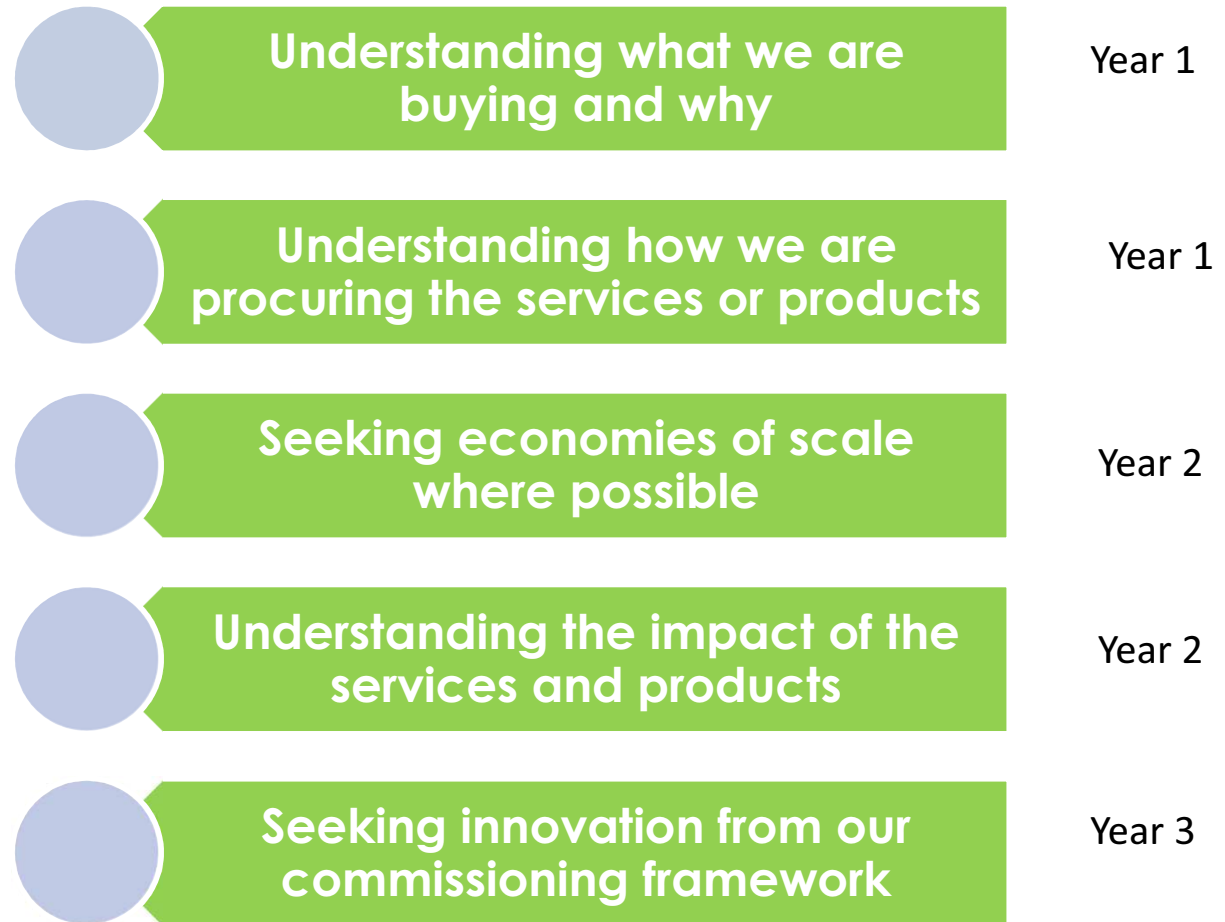 Understanding what we are
buying and why
Year 1
Understanding how we are
procuring the services or products
Year 1
Seeking economies of scale
where possible
Year 2
Understanding the impact of the
services and products
Year 2
Seeking innovation from our
commissioning framework
Year 3